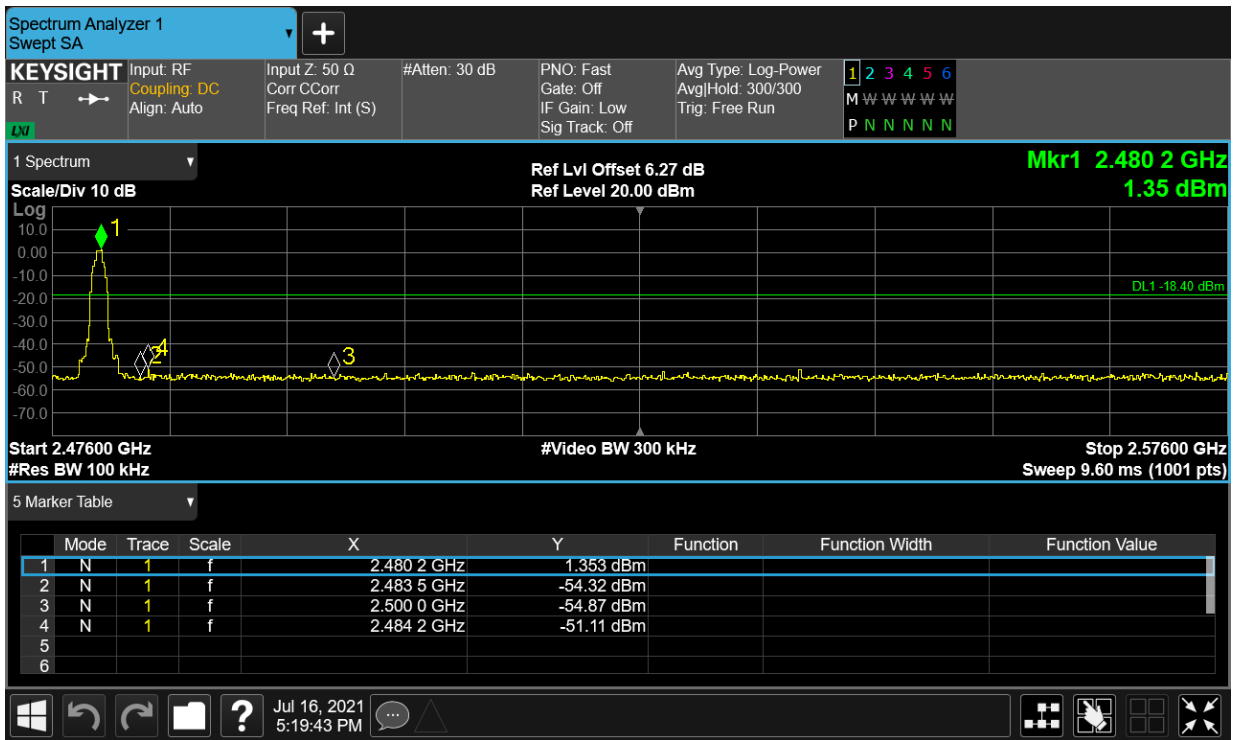 Spectrum Analyzer 1
Swept SA
+
KEYSIGHT
R T
LXI
Input: RF
Coupling: DC
Align: Auto
Input Z: 50 Ω
Corr CCorr
Freq Ref: Int (S)
#Atten: 30 dB
PNO: Fast
Gate: Off
IF Gain: Low
Sig Track: Off
Avg Type: Log-Power
Avg|Hold: 300/300
Trig: Free Run
1 2 3 4 5 6
M W W W W W
P N N N N N
1 Spectrum
Scale/Div 10 dB
Ref Lvl Offset 6.27 dB
Ref Level 20.00 dBm
Mkr1 2.480 2 GHz
1.35 dBm
Log
10.0
0.00
-10.0
-20.0
-30.0
-40.0
-50.0
-60.0
-70.0
1
DL1 -18.40 dBm
2
4
3
Start 2.47600 GHz
#Video BW 300 kHz
Stop 2.57600 GHz
#Res BW 100 kHz
Sweep 9.60 ms (1001 pts)
5 Marker Table
Mode Trace Scale X Y Function Function Width Function Value
1 N 1 f 2.480 2 GHz 1.353 dBm
2 N 1 f 2.483 5 GHz -54.32 dBm
3 N 1 f 2.500 0 GHz -54.87 dBm
4 N 1 f 2.484 2 GHz -51.11 dBm
5
6
?
Jul 16, 2021
5:19:43 PM